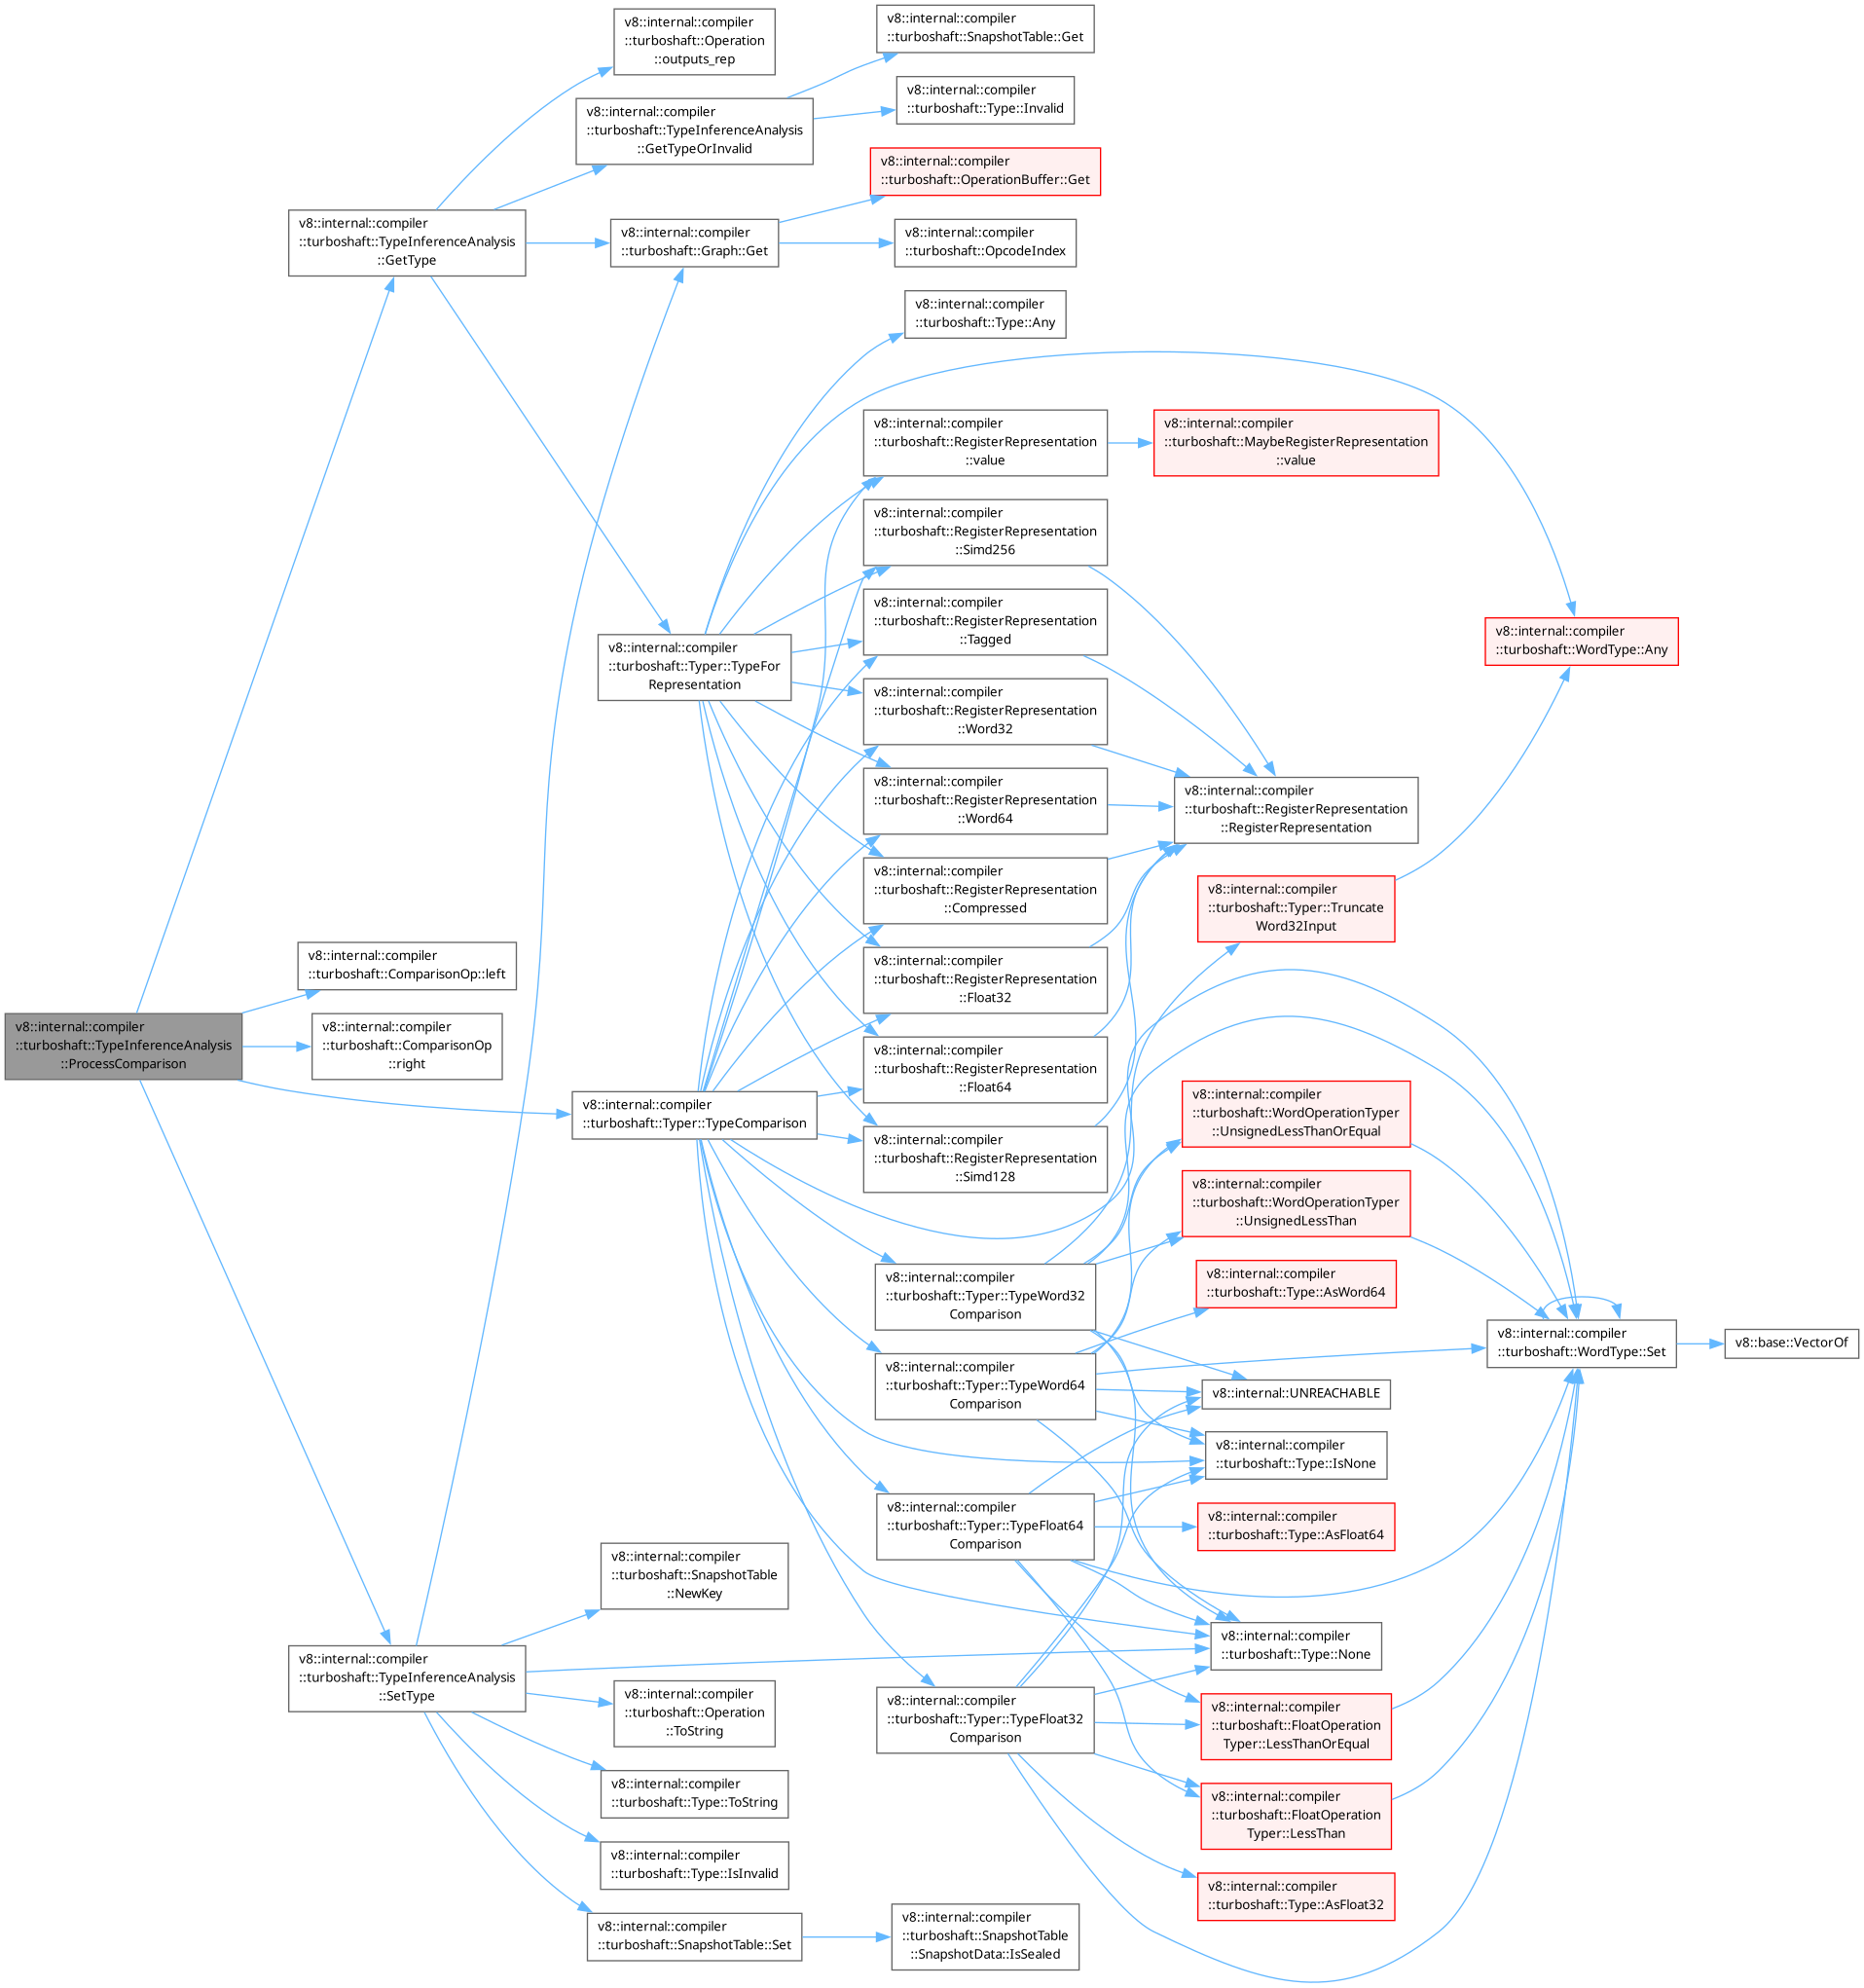 v8::internal::compiler
::turboshaft::TypeInferenceAnalysis
::ProcessComparison
v8::internal::compiler
::turboshaft::TypeInferenceAnalysis
::GetType
v8::internal::compiler
::turboshaft::ComparisonOp::left
v8::internal::compiler
::turboshaft::ComparisonOp
::right
v8::internal::compiler
::turboshaft::TypeInferenceAnalysis
::SetType
v8::internal::compiler
::turboshaft::Operation
::outputs_rep
v8::internal::compiler
::turboshaft::TypeInferenceAnalysis
::GetTypeOrInvalid
v8::internal::compiler
::turboshaft::Graph::Get
v8::internal::compiler
::turboshaft::Typer::TypeFor
Representation
v8::internal::compiler
::turboshaft::Typer::TypeComparison
v8::internal::compiler
::turboshaft::SnapshotTable
::NewKey
v8::internal::compiler
::turboshaft::Operation
::ToString
v8::internal::compiler
::turboshaft::Type::ToString
v8::internal::compiler
::turboshaft::Type::IsInvalid
v8::internal::compiler
::turboshaft::SnapshotTable::Set
v8::internal::compiler
::turboshaft::SnapshotTable::Get
v8::internal::compiler
::turboshaft::Type::Invalid
v8::internal::compiler
::turboshaft::OperationBuffer::Get
v8::internal::compiler
::turboshaft::OpcodeIndex
v8::internal::compiler
::turboshaft::Type::Any
v8::internal::compiler
::turboshaft::RegisterRepresentation
::value
v8::internal::compiler
::turboshaft::RegisterRepresentation
::Simd256
v8::internal::compiler
::turboshaft::RegisterRepresentation
::Tagged
v8::internal::compiler
::turboshaft::RegisterRepresentation
::Word32
v8::internal::compiler
::turboshaft::RegisterRepresentation
::Word64
v8::internal::compiler
::turboshaft::RegisterRepresentation
::Compressed
v8::internal::compiler
::turboshaft::RegisterRepresentation
::Float32
v8::internal::compiler
::turboshaft::RegisterRepresentation
::Float64
v8::internal::compiler
::turboshaft::RegisterRepresentation
::Simd128
v8::internal::compiler
::turboshaft::Typer::TypeWord32
Comparison
v8::internal::compiler
::turboshaft::Typer::TypeWord64
Comparison
v8::internal::compiler
::turboshaft::Typer::TypeFloat64
Comparison
v8::internal::compiler
::turboshaft::Typer::TypeFloat32
Comparison
v8::internal::compiler
::turboshaft::SnapshotTable
::SnapshotData::IsSealed
v8::internal::compiler
::turboshaft::MaybeRegisterRepresentation
::value
v8::internal::compiler
::turboshaft::RegisterRepresentation
::RegisterRepresentation
v8::internal::compiler
::turboshaft::Typer::Truncate
Word32Input
v8::internal::compiler
::turboshaft::WordOperationTyper
::UnsignedLessThanOrEqual
v8::internal::compiler
::turboshaft::WordOperationTyper
::UnsignedLessThan
v8::internal::compiler
::turboshaft::Type::AsWord64
v8::internal::UNREACHABLE
v8::internal::compiler
::turboshaft::Type::IsNone
v8::internal::compiler
::turboshaft::Type::AsFloat64
v8::internal::compiler
::turboshaft::Type::None
v8::internal::compiler
::turboshaft::FloatOperation
Typer::LessThanOrEqual
v8::internal::compiler
::turboshaft::FloatOperation
Typer::LessThan
v8::internal::compiler
::turboshaft::Type::AsFloat32
v8::internal::compiler
::turboshaft::WordType::Any
v8::internal::compiler
::turboshaft::WordType::Set
v8::base::VectorOf